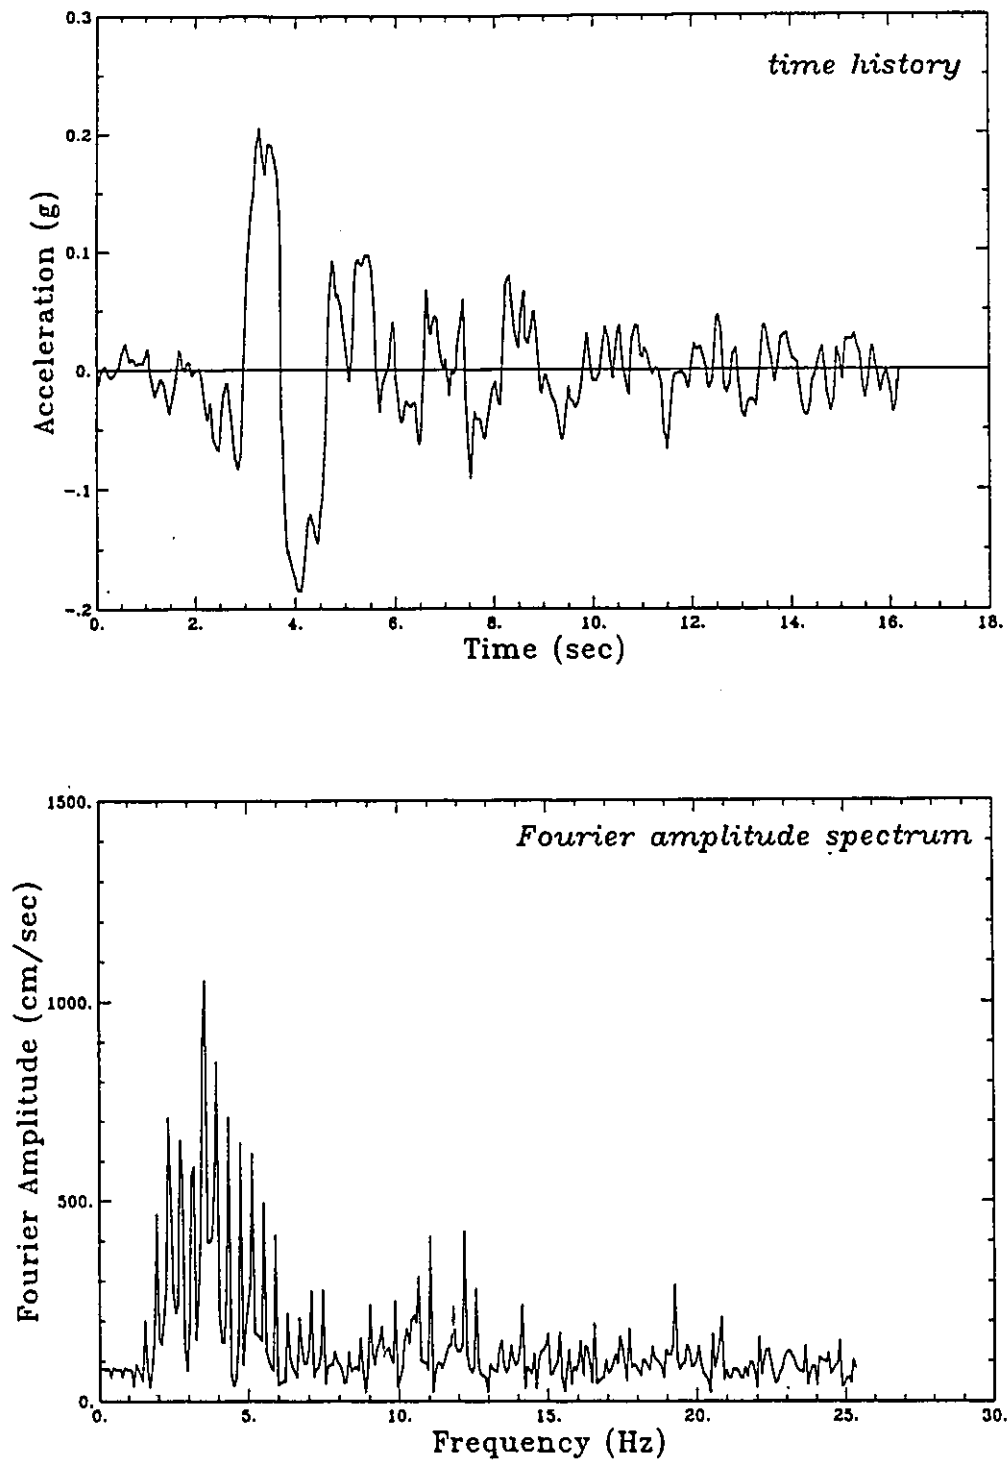 0.3
time history
0.2
0.1
0.
-.1
-.2
Acceleration (g)
0. 2. 4. 6. 8. 10. 12. 14. 16. 18.
Time (sec)
1500.
Fourier amplitude spectrum
1000.
500.
0.
Fourier Amplitude (cm/sec)
0. 5. 10. 15. 20. 25. 30.
Frequency (Hz)